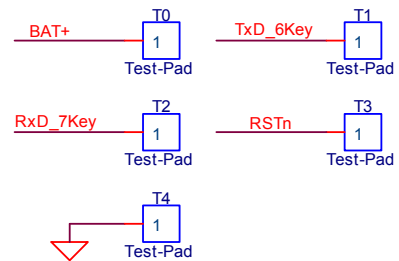 T0
BAT+
1
Test-Pad
T1
TxD_6Key
1
Test-Pad
T2
RxD_7Key
1
Test-Pad
T3
RSTn
1
Test-Pad
T4
1
Test-Pad